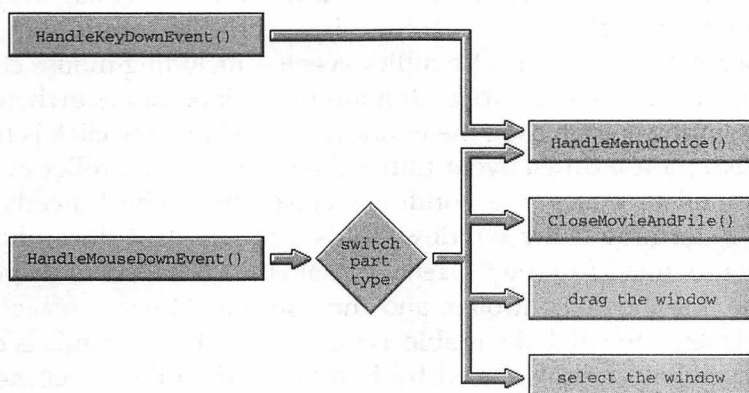 HandleKeyDownEvent()
HandleMenuChoice()
CloseMovieAndFile()
HandleMouseDownEvent()
switch
part
type
drag the window
select the window